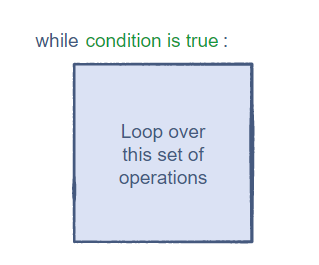 while condition is true :
Loop over
this set of
operations